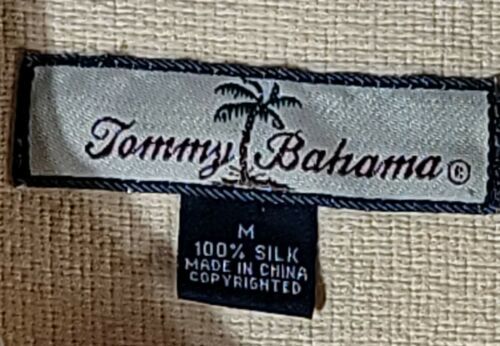 Tommy Bahama ®
M
100% SILK
MADE IN CHINA
COPYRIGHTED